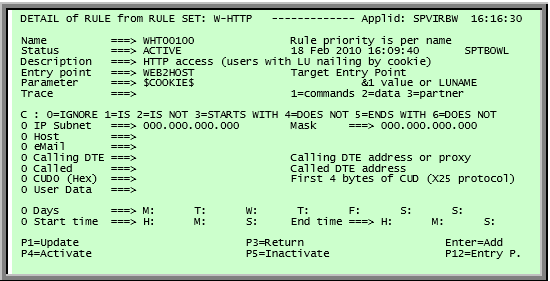 DETAIL of RULE from RULE SET: W-HTTP ------------- Applid: SPVIRBW 16:16:30
Name ===> WHT00100 Rule priority is per name
Status ===> ACTIVE 18 Feb 2010 16:09:40 SPTBOWL
Description ===> HTTP access (users with LU nailing by cookie)
Entry point ===> WEB2HOST Target Entry Point
Parameter ===> $COOKIE$ &1 value or LUNAME
Trace ===> 1=commands 2=data 3=partner
C : 0=IGNORE 1=IS 2=IS NOT 3=STARTS WITH 4=DOES NOT 5=ENDS WITH 6=DOES NOT
0 IP Subnet ===> 000.000.000.000 Mask ===> 000.000.000.000
0 Host ===>
0 eMail ===>
0 Calling DTE ===> Calling DTE address or proxy
0 Called ===> Called DTE address
0 CUD0 (Hex) ===> First 4 bytes of CUD (X25 protocol)
0 User Data ===>
0 Days ===> M: T: W: T: F: S: S:
0 Start time ===> H: M: S: End time ===> H: M: S:
P1=Update P3=Return Enter=Add
P4=Activate P5=Inactivate P12=Entry P.